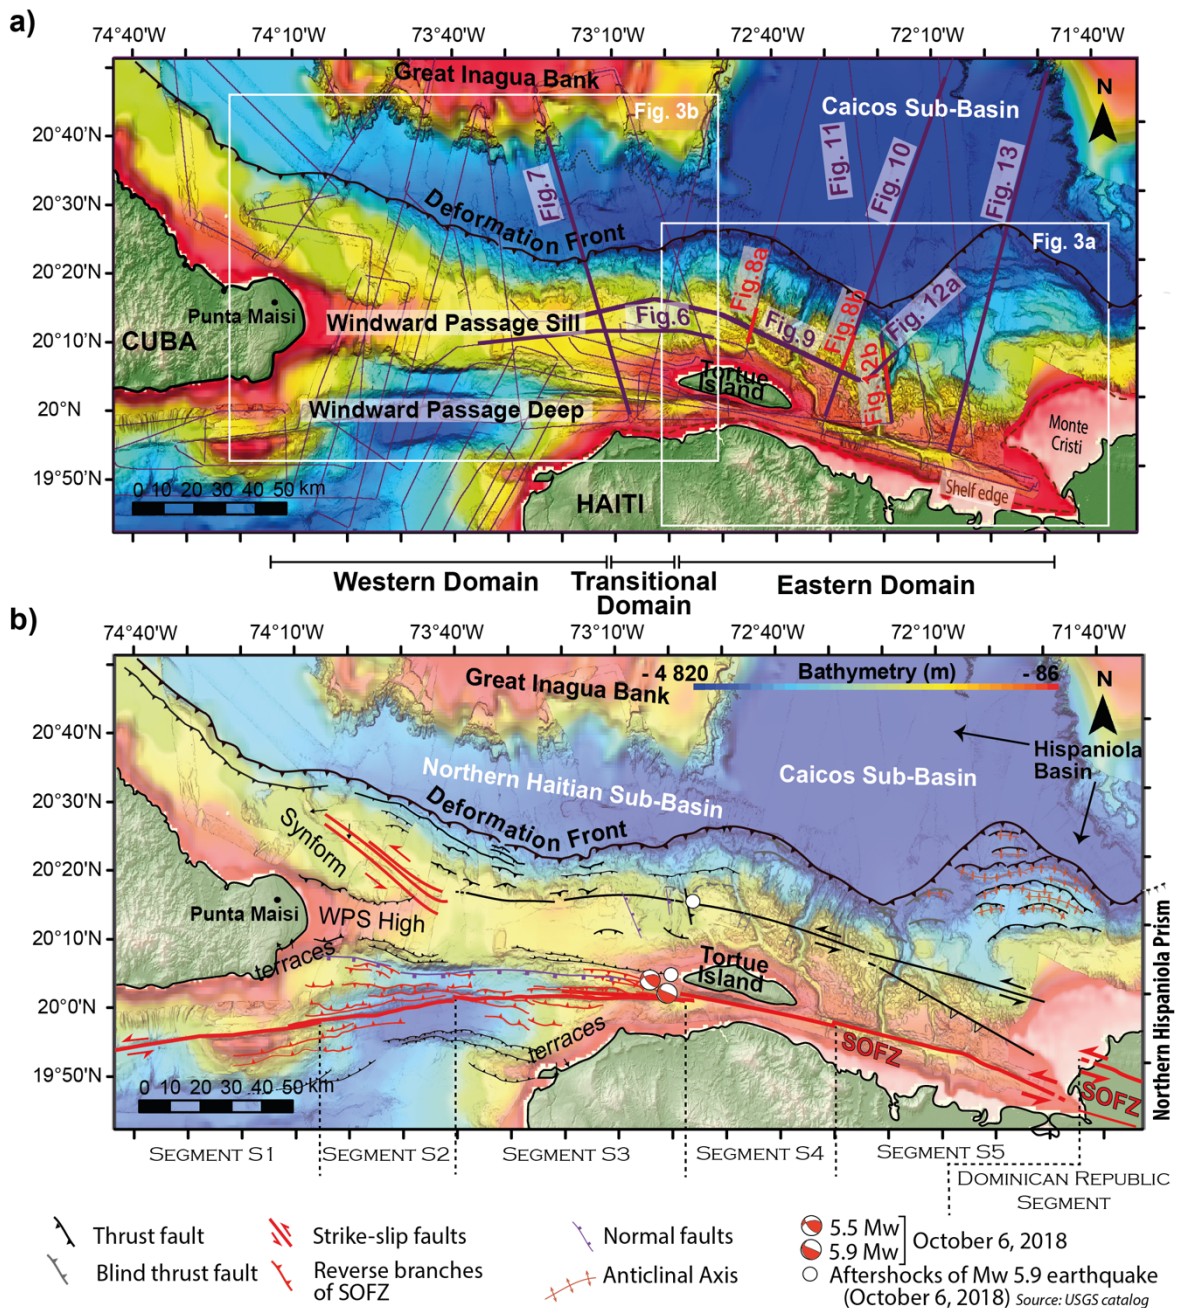 a)
74°40'W 74°10'W 73°40'W 73°10'W 72°40'W 72°10'W 71°40'W
Great Inagua Bank
Fig. 3b
Caicos Sub-Basin
N
20°40'N
20°30'N
20°20'N
20°10'N
20°N
19°50'N
Fig.7
Fig. 11
Fig. 10
Fig. 13
Deformation Front
Fig. 3a
Fig.8a
Fig. 12a
Punta Maisi
CUBA
Windward Passage Sill
Fig.6
Fig.9
Fig.8b
Fig.12b
Tortue
Island
Windward Passage Deep
Monte
Cristi
0 10 20 30 40 50 km
HAITI
Shelf edge
Western Domain
Transitional
Domain
Eastern Domain
b)
74°40'W 74°10'W 73°40'W 73°10'W 72°40'W 72°10'W 71°40'W
Great Inagua Bank
- 4 820 Bathymetry (m) - 86
N
20°40'N
20°30'N
20°20'N
20°10'N
20°0'N
19°50'N
Hispaniola
Basin
Northern Haitian Sub-Basin
Caicos Sub-Basin
Deformation Front
Synform
Punta Maisi
WPS High
terraces
Tortue
Island
terraces
SOFZ
SOFZ
Northern Hispaniola Prism
0 10 20 30 40 50 km
SEGMENT S1
SEGMENT S2
SEGMENT S3
SEGMENT S4
SEGMENT S5
DOMINICAN REPUBLIC
SEGMENT
Thrust fault
Blind thrust fault
Strike-slip faults
Reverse branches
of SOFZ
Normal faults
Anticlinal Axis
5.5 Mw
5.9 Mw
October 6, 2018
Aftershocks of Mw 5.9 earthquake
(October 6, 2018) Source: USGS catalog